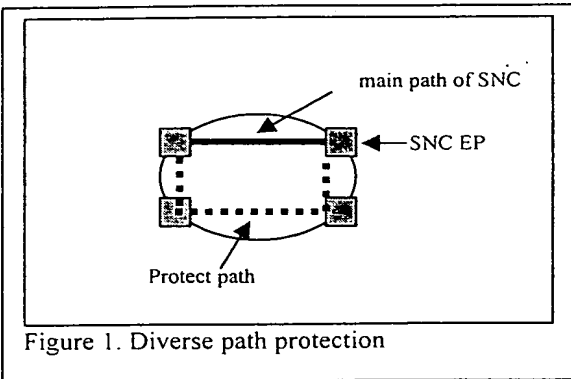 main path of SNC
SNC EP
Protect path
Figure 1. Diverse path protection